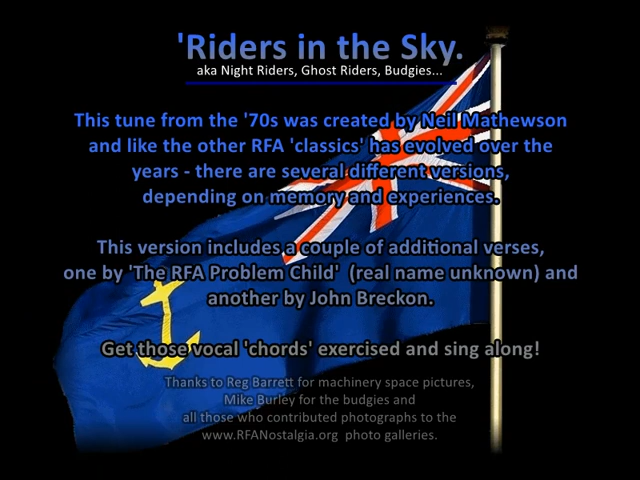 'Riders in the Sky.
aka Night Riders, Ghost Riders, Budgies...
This tune from the '70s was created by Neil Mathewson
and like the other RFA 'classics' has evolved over the
years - there are several different versions,
depending on memory and experiences.
This version includes a couple of additional verses,
one by 'The RFA Problem Child' (real name unknown) and
another by John Breckon.
Get those vocal 'chords' exercised and sing along!
Thanks to Reg Barrett for machinery space pictures,
Mike Burley for the budgies and
all those who contributed photographs to the
www.RFANostalgia.org photo galleries.